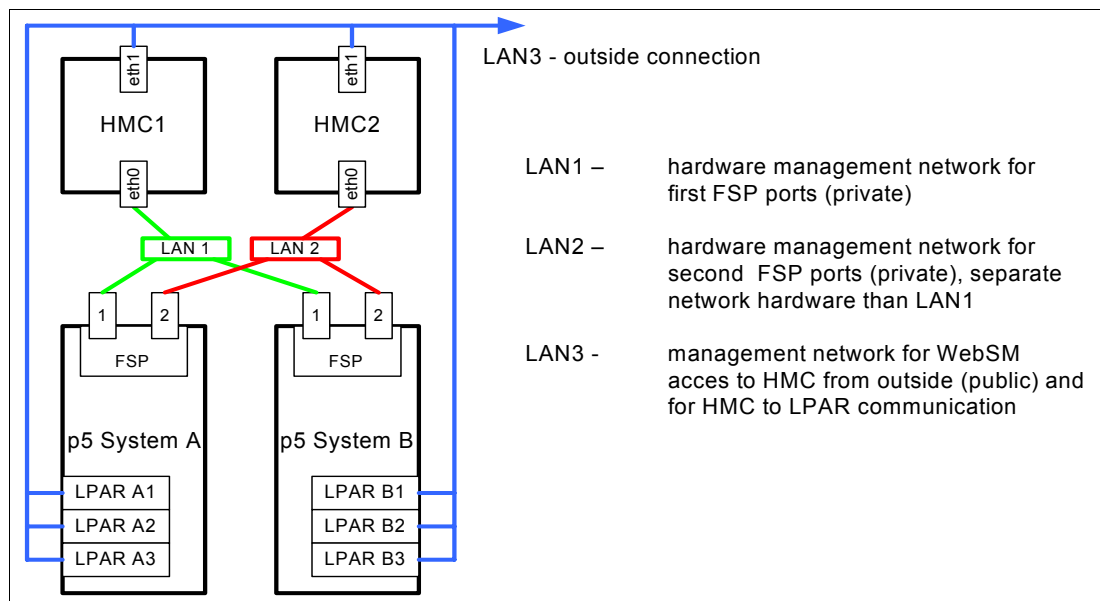 eth1
eth1
LAN3 - outside connection
HMC1
HMC2
eth0
eth0
LAN1 – hardware management network for
first FSP ports (private)
LAN 1
LAN 2
LAN2 – hardware management network for
second FSP ports (private), separate
network hardware than LAN1
1
2
1
2
FSP
FSP
LAN3 - management network for WebSM
acces to HMC from outside (public) and
for HMC to LPAR communication
p5 System A
p5 System B
LPAR A1
LPAR A2
LPAR A3
LPAR B1
LPAR B2
LPAR B3